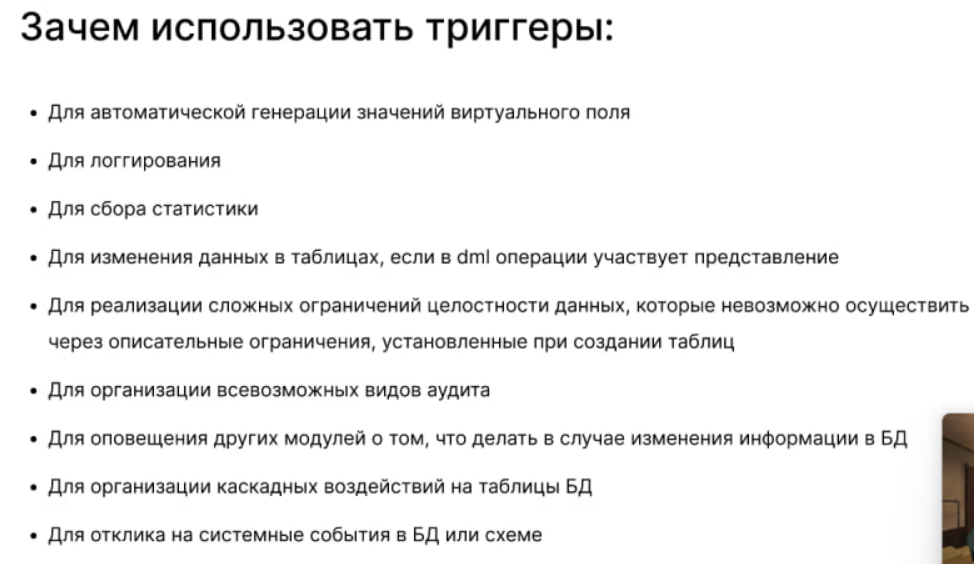 Зачем использовать триггеры:
• Для автоматической генерации значений виртуального поля
• Для логгирования
• Для сбора статистики
• Для изменения данных в таблицах, если в dml операции участвует представление
• Для реализации сложных ограничений целостности данных, которые невозможно осуществить
через описательные ограничения, установленные при создании таблиц
• Для организации всевозможных видов аудита
• Для оповещения других модулей о том, что делать в случае изменения информации в БД
• Для организации каскадных воздействий на таблицы БД
• Для отклика на системные события в БД или схеме